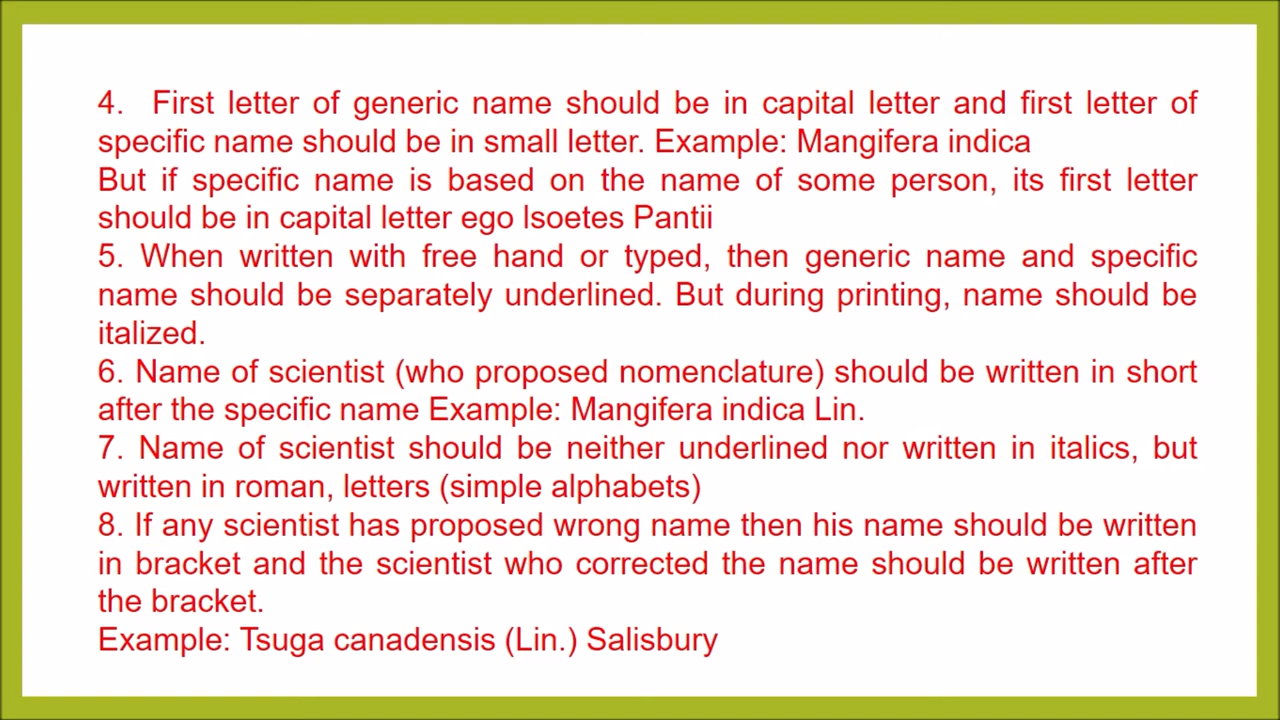 4. First letter of generic name should be in capital letter and first letter of
specific name should be in small letter. Example: Mangifera indica
But if specific name is based on the name of some person, its first letter
should be in capital letter ego Isoetes Pantii
5. When written with free hand or typed, then generic name and specific
name should be separately underlined. But during printing, name should be
italized.
6. Name of scientist (who proposed nomenclature) should be written in short
after the specific name Example: Mangifera indica Lin.
7. Name of scientist should be neither underlined nor written in italics, but
written in roman, letters (simple alphabets)
8. If any scientist has proposed wrong name then his name should be written
in bracket and the scientist who corrected the name should be written after
the bracket.
Example: Tsuga canadensis (Lin.) Salisbury